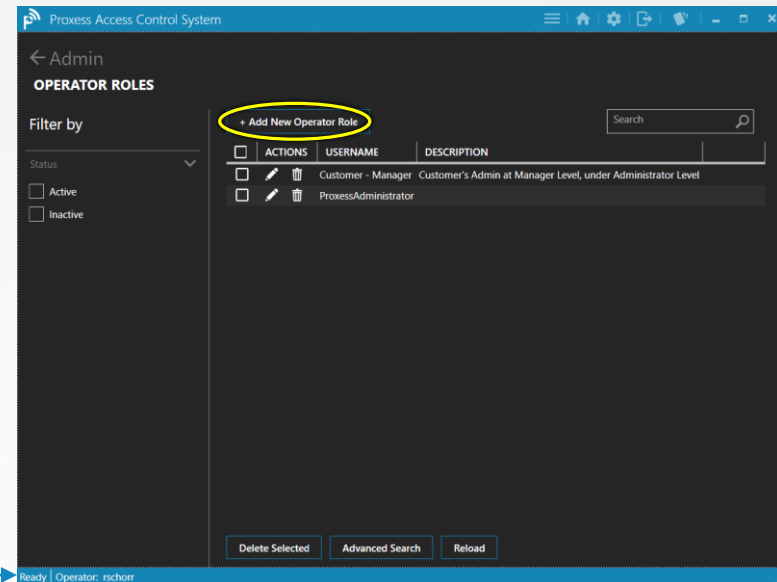 Proxess Access Control System
Admin
OPERATOR ROLES
Filter by
Status
Active
Inactive
+ Add New Operator Role
Search
ACTIONS USERNAME DESCRIPTION
Customer - Manager Customer's Admin at Manager Level, under Administrator Level
ProxessAdministrator
Delete Selected Advanced Search Reload
Ready Operator: rschorr